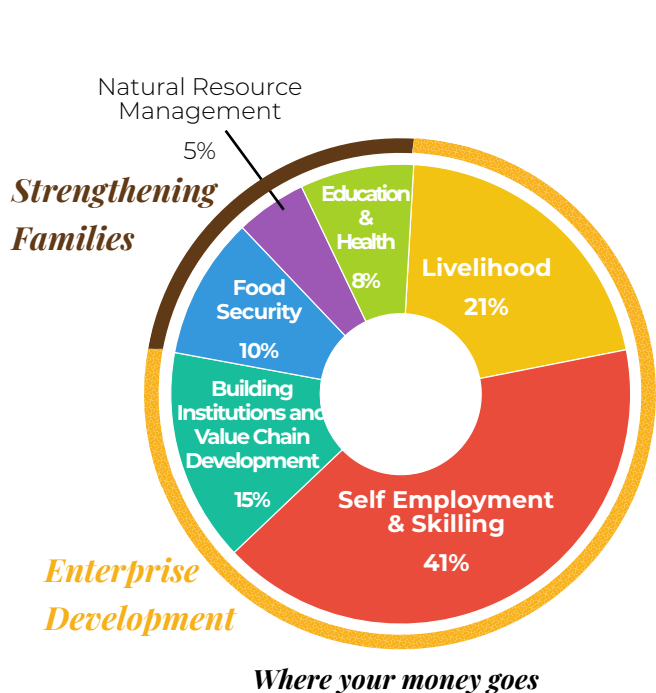 Natural Resource
Management
5%
Strengthening
Families
Education
&
Health
8%
Livelihood
21%
Food
Security
10%
Building
Institutions and
Value Chain
Development
15%
Self Employment
& Skilling
41%
Enterprise
Development
Where your money goes